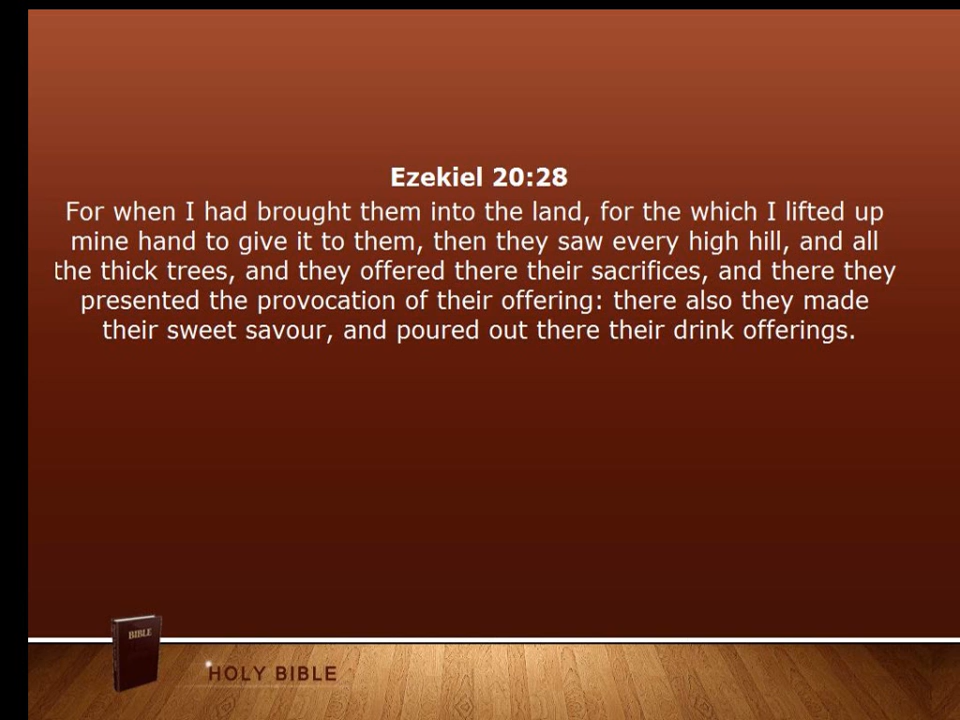 Ezekiel 20:28
For when I had brought them into the land, for the which I lifted up
mine hand to give it to them, then they saw every high hill, and all
the thick trees, and they offered there their sacrifices, and there they
presented the provocation of their offering: there also they made
their sweet savour, and poured out there their drink offerings.
BIBLE
HOLY BIBLE